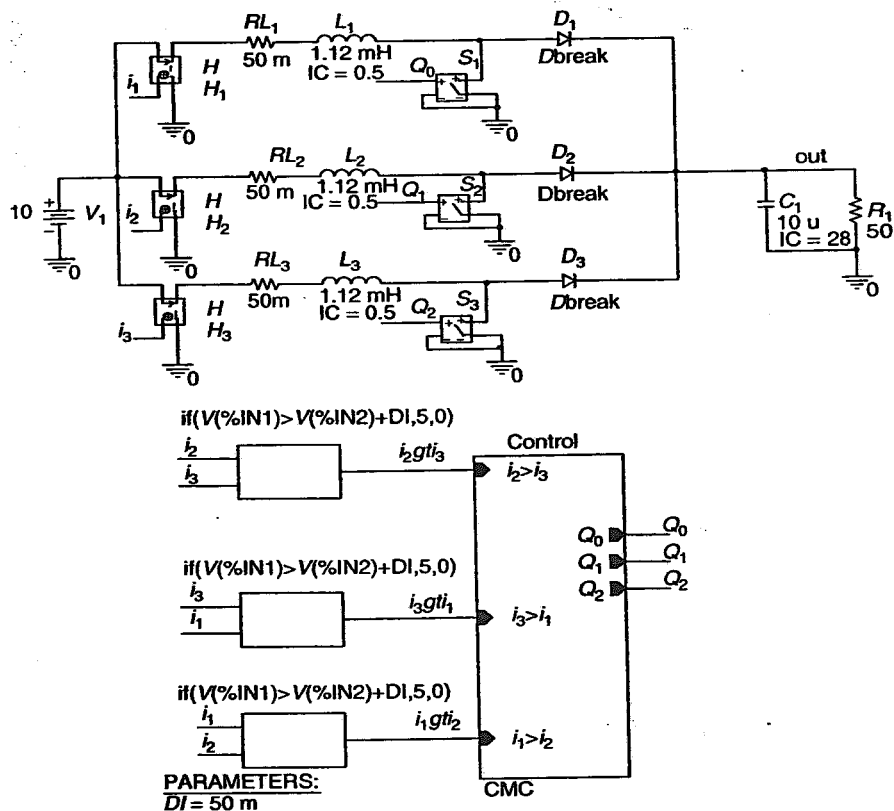 RL1
50 m
L1
1.12 mH
IC = 0.5
Q0
S1
D1
Dbreak
i1
H
H1
0
0
RL2
50 m
L2
1.12 mH
IC = 0.5
Q1
S2
D2
Dbreak
out
10
V1
i2
H
H2
0
0
0
C1
10 u
IC = 28
R1
50
0
RL3
50m
L3
1.12 mH
IC = 0.5
Q2
S3
D3
Dbreak
i3
H
H3
0
0
if(V(%IN1)>V(%IN2)+DI,5,0)
i2
i3
i2gti3
Control
i2>i3
Q0 Q0
Q1 Q1
Q2 Q2
if(V(%IN1)>V(%IN2)+DI,5,0)
i3
i1
i3gti1
i3>i1
if(V(%IN1)>V(%IN2)+DI,5,0)
i1
i2
i1gti2
i1>i2
CMC
PARAMETERS:
DI = 50 m